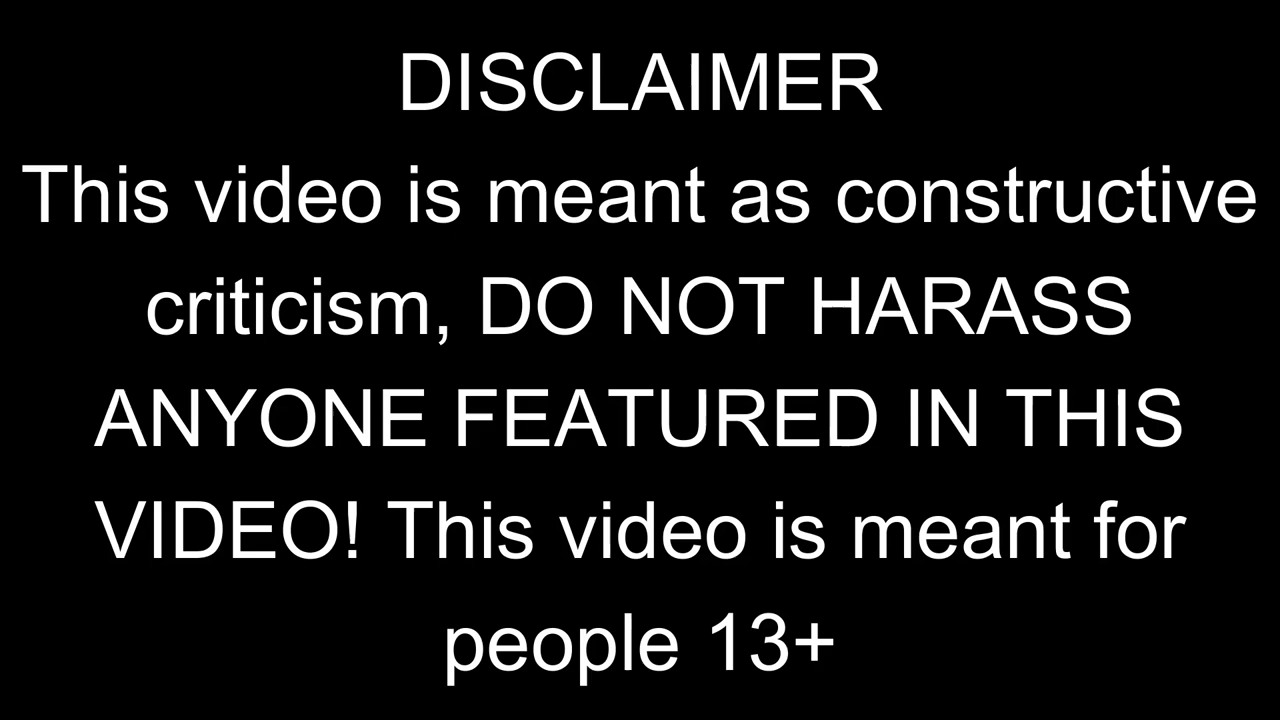 DISCLAIMER
This video is meant as constructive
criticism, DO NOT HARASS
ANYONE FEATURED IN THIS
VIDEO! This video is meant for
people 13+